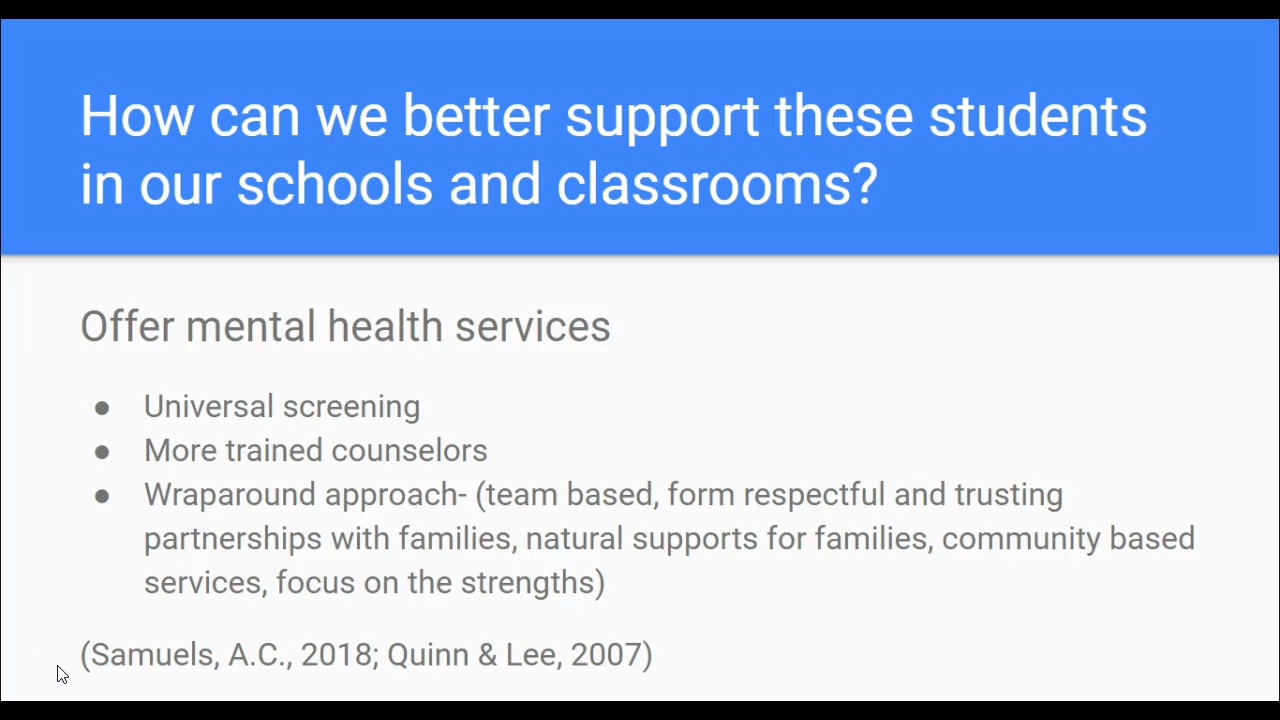 How can we better support these students
in our schools and classrooms?
Offer mental health services
● Universal screening
● More trained counselors
● Wraparound approach- (team based, form respectful and trusting
partnerships with families, natural supports for families, community based
services, focus on the strengths)
(Samuels, A.C., 2018; Quinn & Lee, 2007)